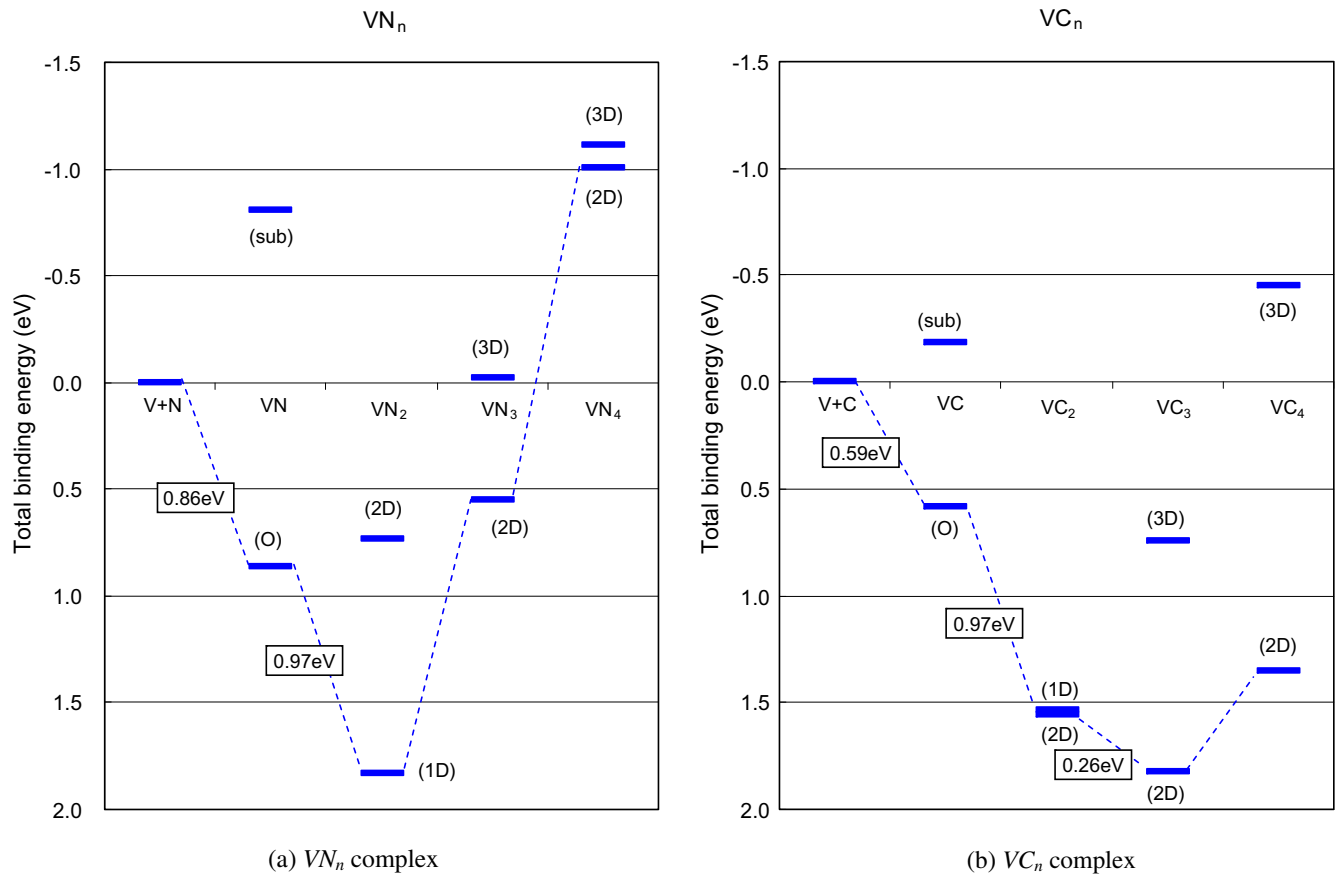 VNₙ
-1.5
-1.0
-0.5
0.0
0.5
1.0
1.5
2.0
Total binding energy (eV)
(3D)
(2D)
(sub)
(3D)
V+N VN VN₂ VN₃ VN₄
0.86eV
(2D)
(2D)
(O)
0.97eV
(1D)
(a) VNₙ complex
VCₙ
-1.5
-1.0
-0.5
0.0
0.5
1.0
1.5
2.0
Total binding energy (eV)
(sub)
(3D)
V+C VC VC₂ VC₃ VC₄
0.59eV
(O)
(3D)
0.97eV
(2D)
(1D)
(2D)
0.26eV
(2D)
(b) VCₙ complex